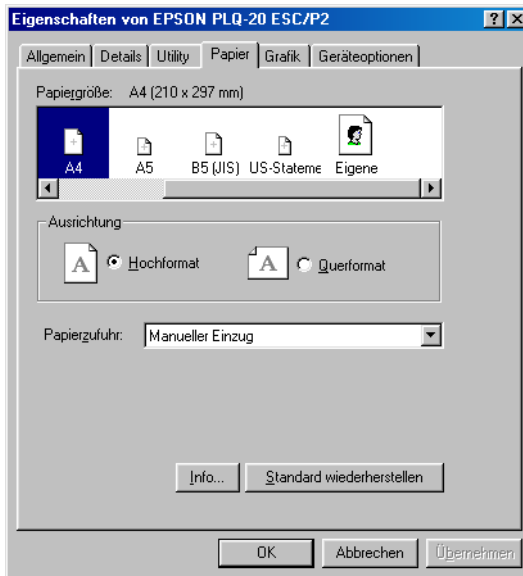 Eigenschaften von EPSON PLQ-20 ESC/P2
Allgemein Details Utility Papier Grafik Geräteoptionen
Papiergröße: A4 (210 x 297 mm)
A4 A5 B5 (JIS) US-Stateme Eigene
Ausrichtung
A Hochformat A Querformat
Papierzufuhr: Manueller Einzug
Info... Standard wiederherstellen
OK Abbrechen Übernehmen